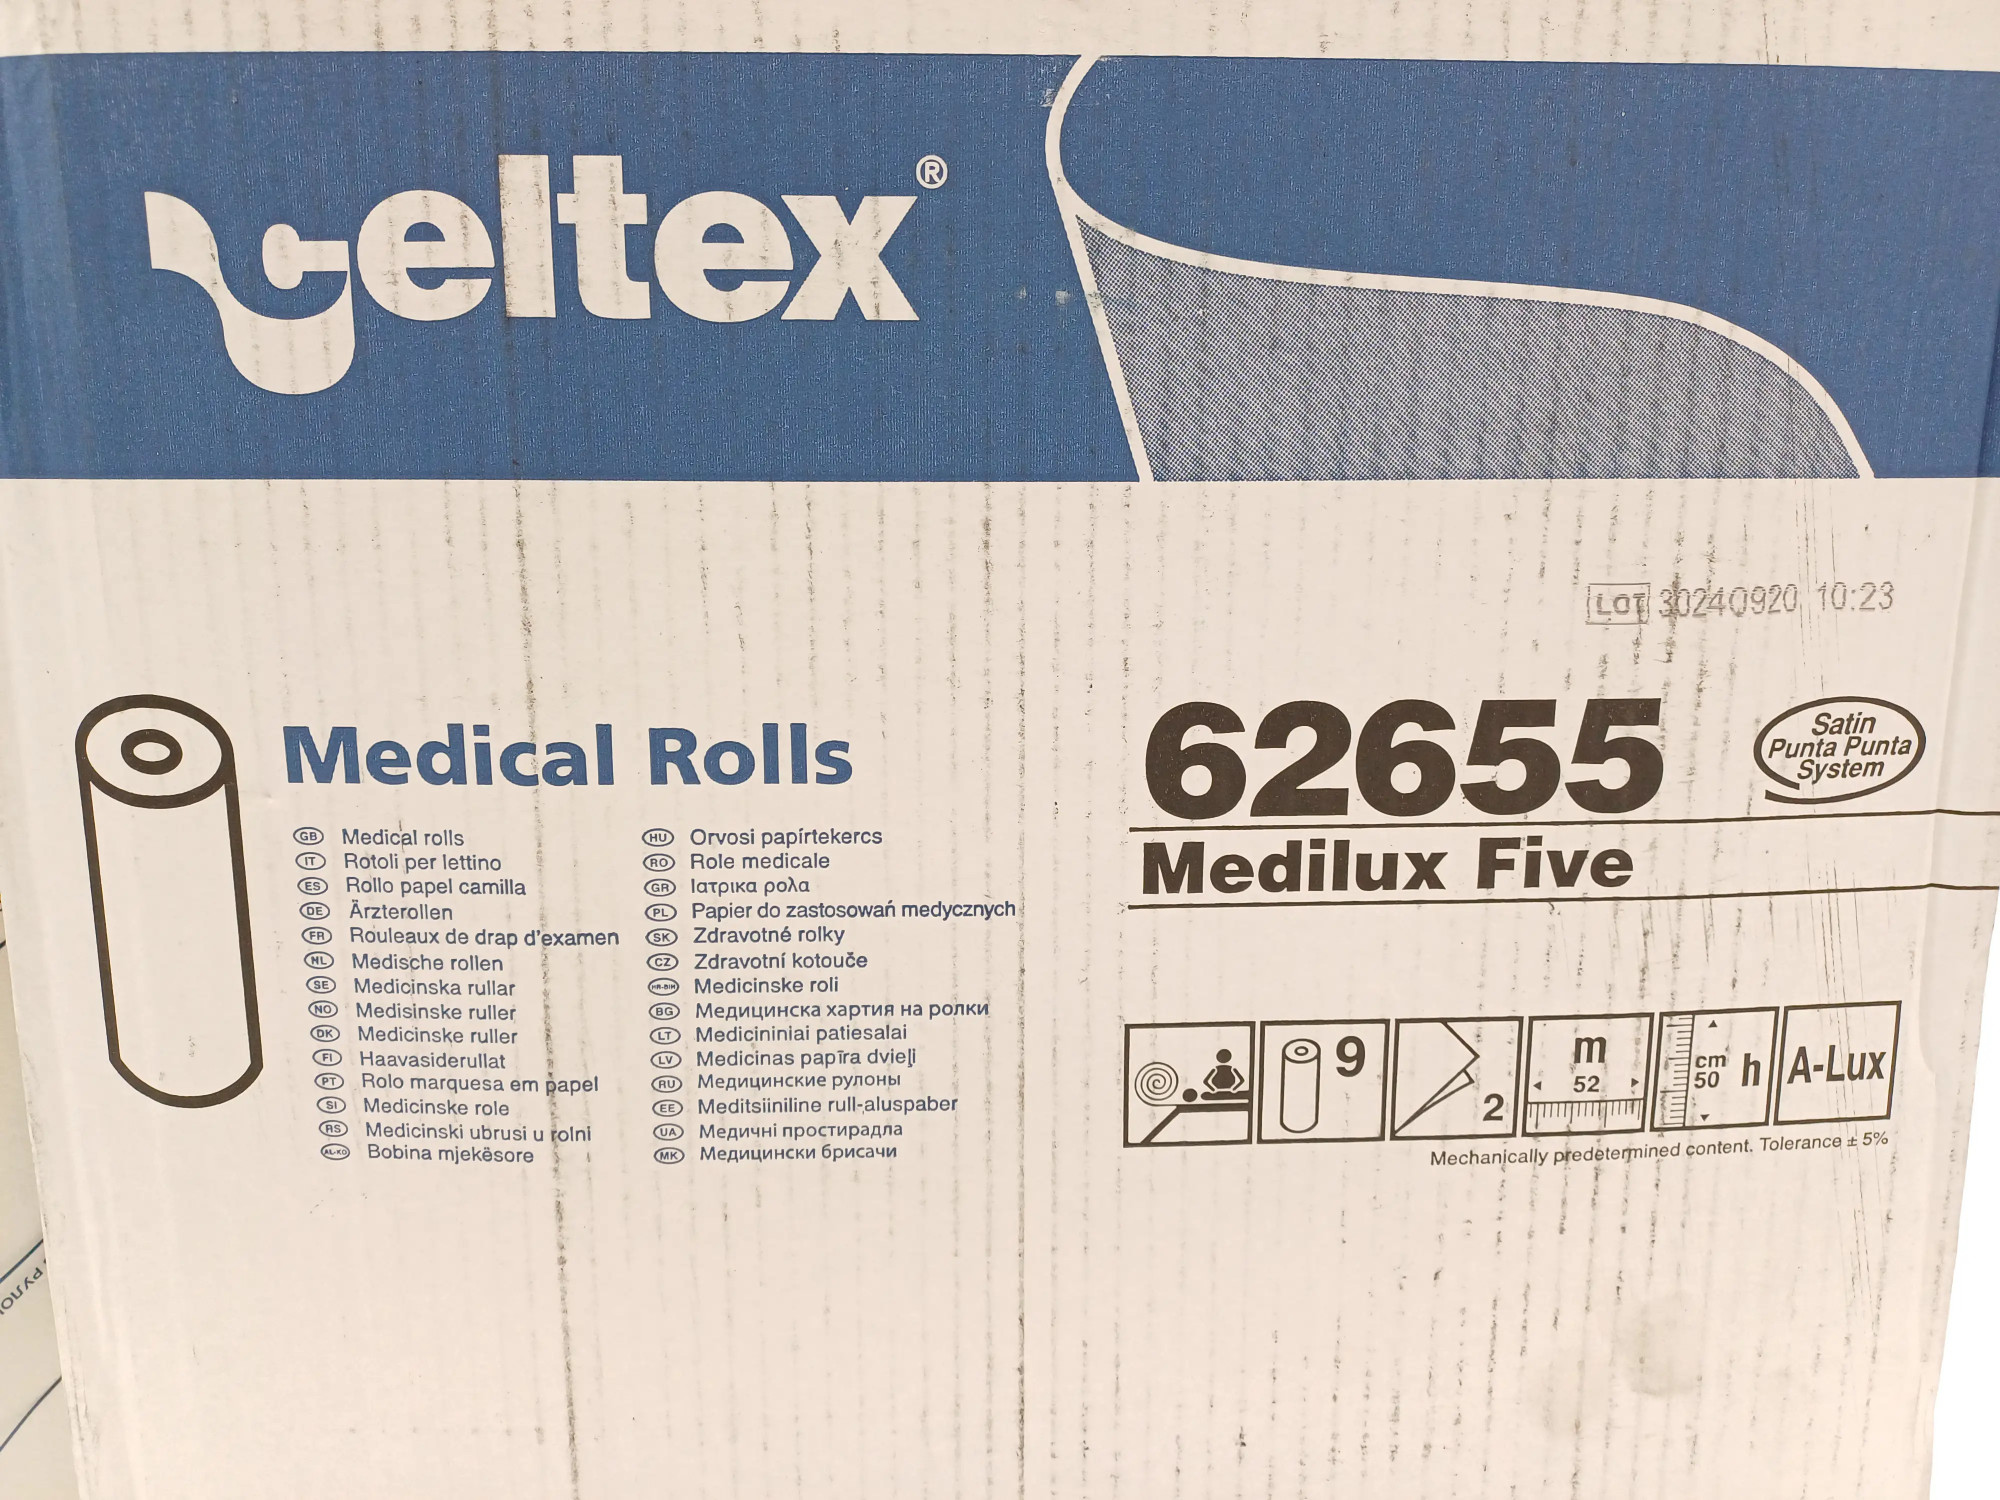 Celtex®
LOT 30240920 10:23
Medical Rolls
GB Medical rolls
IT Rotoli per lettino
ES Rollo papel camilla
DE Ärzterollen
FR Rouleaux de drap d'examen
NL Medische rollen
SE Medicinska rullar
NO Medisinske ruller
DK Medicinske ruller
FI Haavasiderullat
PT Rolo marquesa em papel
SI Medicinske role
RS Medicinski ubrusi u rolni
AL-KO Bobina mjekësore
HU Orvosi papírtekercs
RO Role medicale
GR Ιατρικα ρολα
PL Papier do zastosowań medycznych
SK Zdravotné rolky
CZ Zdravotní kotouče
HR-BIH Medicinske roli
BG Медицинска хартия на ролки
LT Medicininiai patiesalai
LV Medicinas papīra dvieļi
RU Медицинские рулоны
EE Meditsiiniline rull-aluspaber
UA Медичні простирадла
MK Медицински брисачи
62655
Satin
Punta Punta
System
Medilux Five
9
2
m
52
cm
50
h
A-Lux
Mechanically predetermined content. Tolerance ± 5%